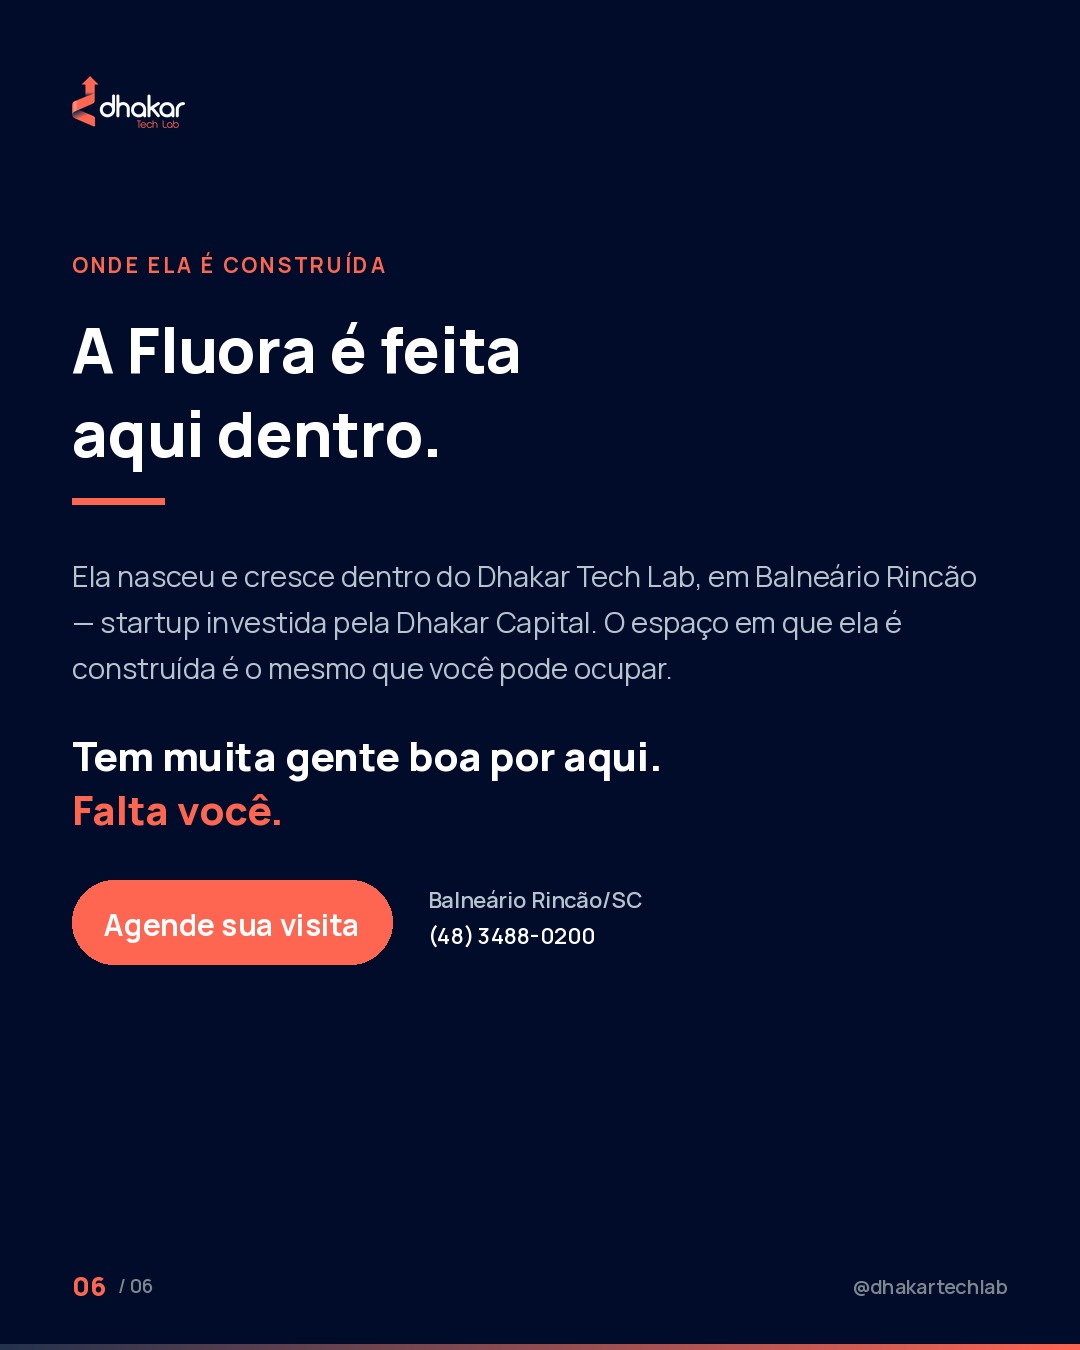 dhakar
Tech Lab
ONDE ELA É CONSTRUÍDA
A Fluora é feita
aqui dentro.
Ela nasceu e cresce dentro do Dhakar Tech Lab, em Balneário Rincão
— startup investida pela Dhakar Capital. O espaço em que ela é
construída é o mesmo que você pode ocupar.
Tem muita gente boa por aqui.
Falta você.
Agende sua visita
Balneário Rincão/SC
(48) 3488-0200
06 / 06
@dhakartechlab